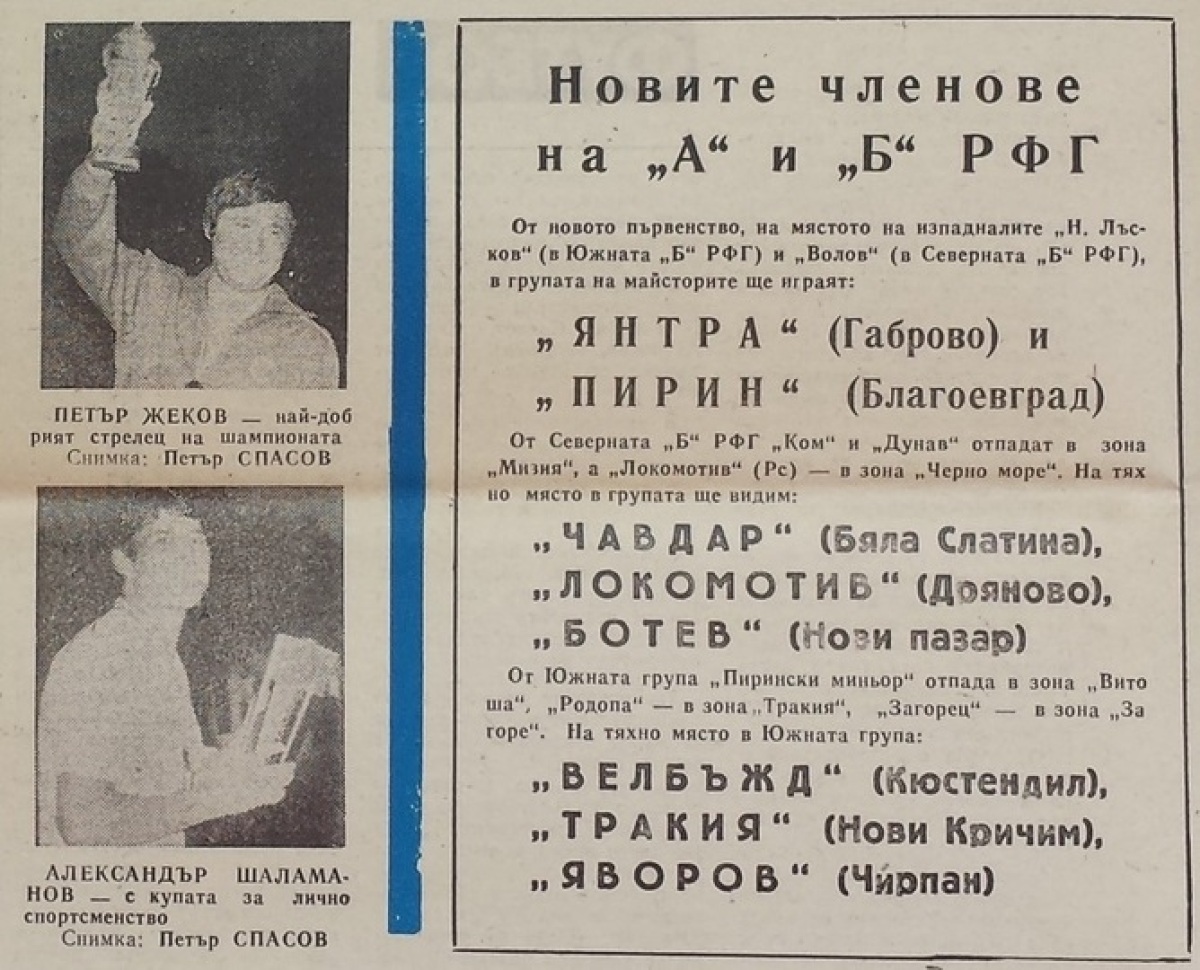 ПЕТЪР ЖЕКОВ — най-доб
рият стрелец на шампионата
Снимка: Петър СПАСОВ
АЛЕКСАНДЪР ШАЛАМА-
НОВ — с купата за лично
спортсменство
Снимка: Петър СПАСОВ
Новите членове
на „А“ и „Б“ РФГ
От новото първенство, на мястото на изпадналите „Н. Лъс-
ков“ (в Южната „Б“ РФГ) и „Волов“ (в Северната „Б“ РФГ),
в групата на майсторите ще играят:
„ЯНТРА“ (Габрово) и
„ПИРИН“ (Благоевград)
От Северната „Б“ РФГ „Ком“ и „Дунав“ отпадат в зона
„Мизия“, а „Локомотив“ (Рс) — в зона „Черно море“. На тях
но място в групата ще видим:
„ЧАВДАР“ (Бяла Слатина),
„ЛОКОМОТИВ“ (Дряново),
„БОТЕВ“ (Нови пазар)
От Южната група „Пирински миньор“ отпада в зона „Вито
ша“, „Родопа“ — в зона „Тракия“, „Загорец“ — в зона „За
горе“. На тяхно място в Южната група:
„ВЕЛБЪЖД“ (Кюстендил),
„ТРАКИЯ“ (Нови Кричим),
„ЯВОРОВ“ (Чирпан)